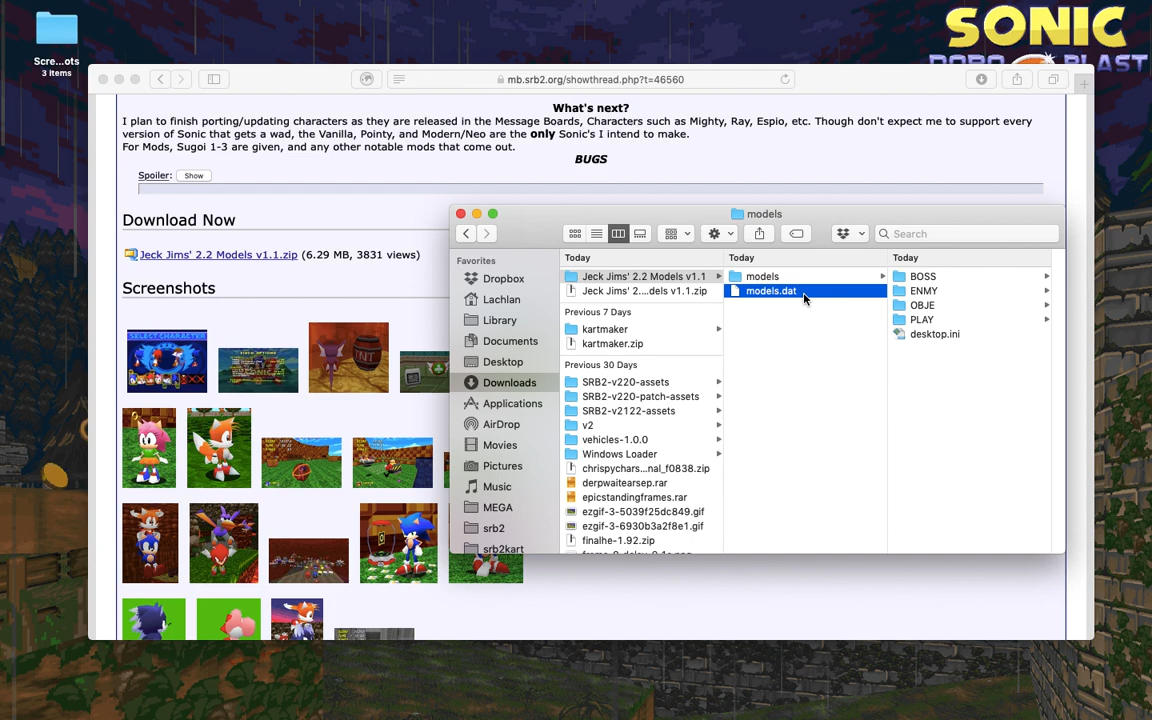 SONIC
ROBO BLAST
Scre...ots
3 items
mb.srb2.org/showthread.php?t=46560
What's next?
I plan to finish porting/updating characters as they are released in the Message Boards, Characters such as Mighty, Ray, Espio, etc. Though don't expect me to support every
version of Sonic that gets a wad, the Vanilla, Pointy, and Modern/Neo are the only Sonic's I intend to make.
For Mods, Sugoi 1-3 are given, and any other notable mods that come out.
BUGS
Spoiler: Show
Download Now
Jeck Jims' 2.2 Models v1.1.zip (6.29 MB, 3831 views)
Screenshots
models
Search
Favorites
Dropbox
Lachlan
Library
Documents
Desktop
Downloads
Applications
AirDrop
Movies
Pictures
Music
MEGA
srb2
srb2kart
Today
Jeck Jims' 2.2 Models v1.1
Jeck Jims' 2....dels v1.1.zip
Previous 7 Days
kartmaker
kartmaker.zip
Previous 30 Days
SRB2-v220-assets
SRB2-v220-patch-assets
SRB2-v2122-assets
v2
vehicles-1.0.0
Windows Loader
chrispychars...nal_f0838.zip
derpwaitearsep.rar
epicstandingframes.rar
ezgif-3-5039f25dc849.gif
ezgif-3-6930b3a2f8e1.gif
finalhe-1.92.zip
Today
models
models.dat
Today
BOSS
ENMY
OBJE
PLAY
desktop.ini
TNT